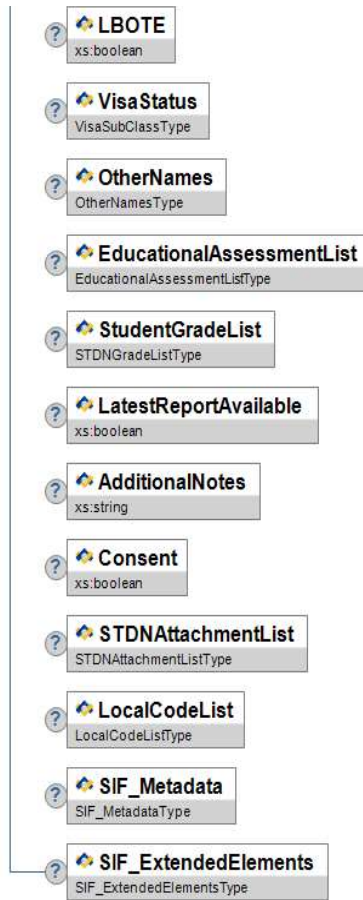 ?
LBOTE
xs:boolean
?
VisaStatus
VisaSubClassType
?
OtherNames
OtherNamesType
?
EducationalAssessmentList
EducationalAssessmentListType
?
StudentGradeList
STDNGradeListType
?
LatestReportAvailable
xs:boolean
?
AdditionalNotes
xs:string
?
Consent
xs:boolean
?
STDNAttachmentList
STDNAttachmentListType
?
LocalCodeList
LocalCodeListType
?
SIF_Metadata
SIF_MetadataType
?
SIF_ExtendedElements
SIF_ExtendedElementsType